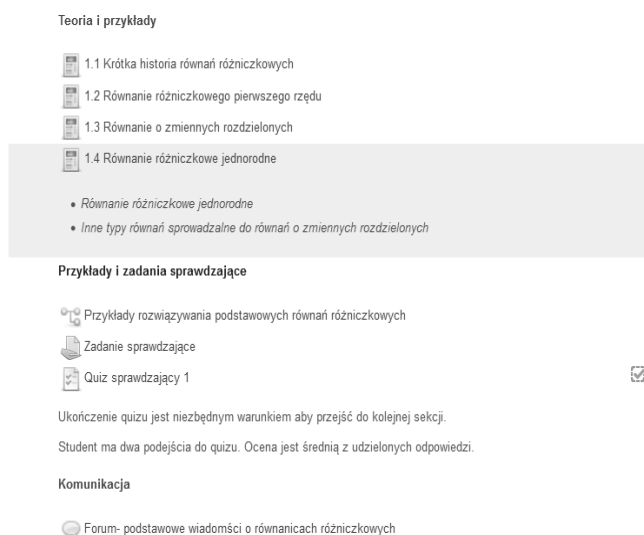 Teoria i przykłady
1.1 Krótka historia równań różniczkowych
1.2 Równanie różniczkowego pierwszego rzędu
1.3 Równanie o zmiennych rozdzielonych
1.4 Równanie różniczkowe jednorodne
• Równanie różniczkowe jednorodne
• Inne typy równań sprowadzalne do równań o zmiennych rozdzielonych
Przykłady i zadania sprawdzające
Przykłady rozwiązywania podstawowych równań różniczkowych
Zadanie sprawdzające
Quiz sprawdzający 1
Ukończenie quizu jest niezbędnym warunkiem aby przejść do kolejnej sekcji.
Student ma dwa podejścia do quizu. Ocena jest średnią z udzielonych odpowiedzi.
Komunikacja
Forum- podstawowe wiadomści o równanicach różniczkowych